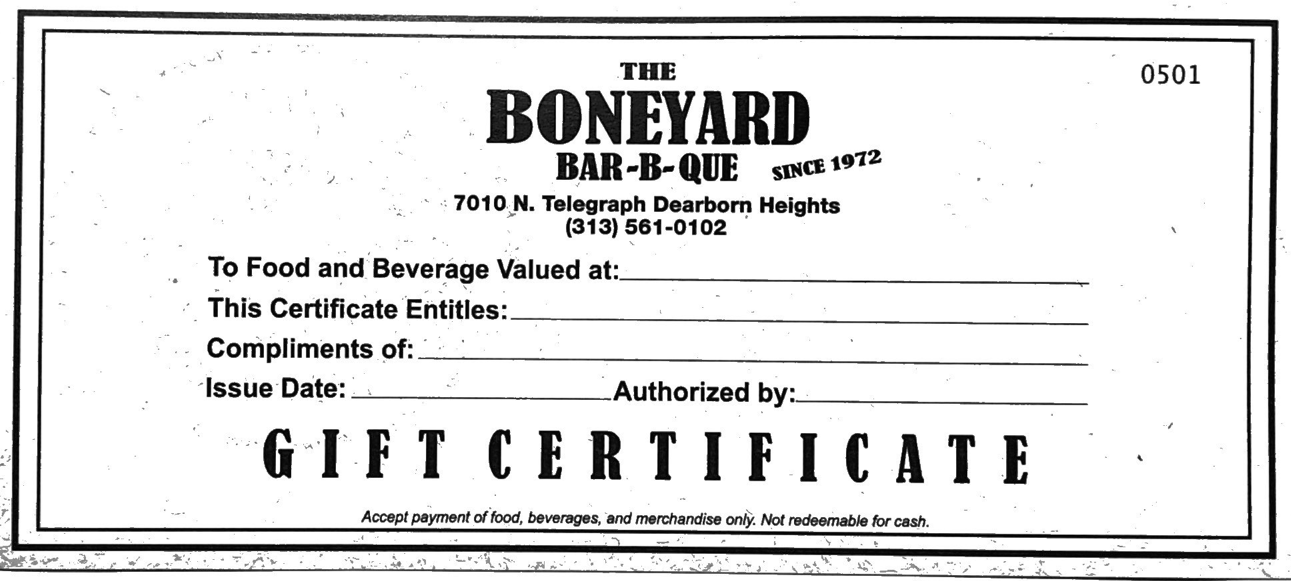 THE
0501
BONEYARD
BAR-B-QUE SINCE 1972
7010 N. Telegraph Dearborn Heights
(313) 561-0102
To Food and Beverage Valued at:
This Certificate Entitles:
Compliments of:
Issue Date: Authorized by:
GIFT CERTIFICATE
Accept payment of food, beverages, and merchandise only. Not redeemable for cash.